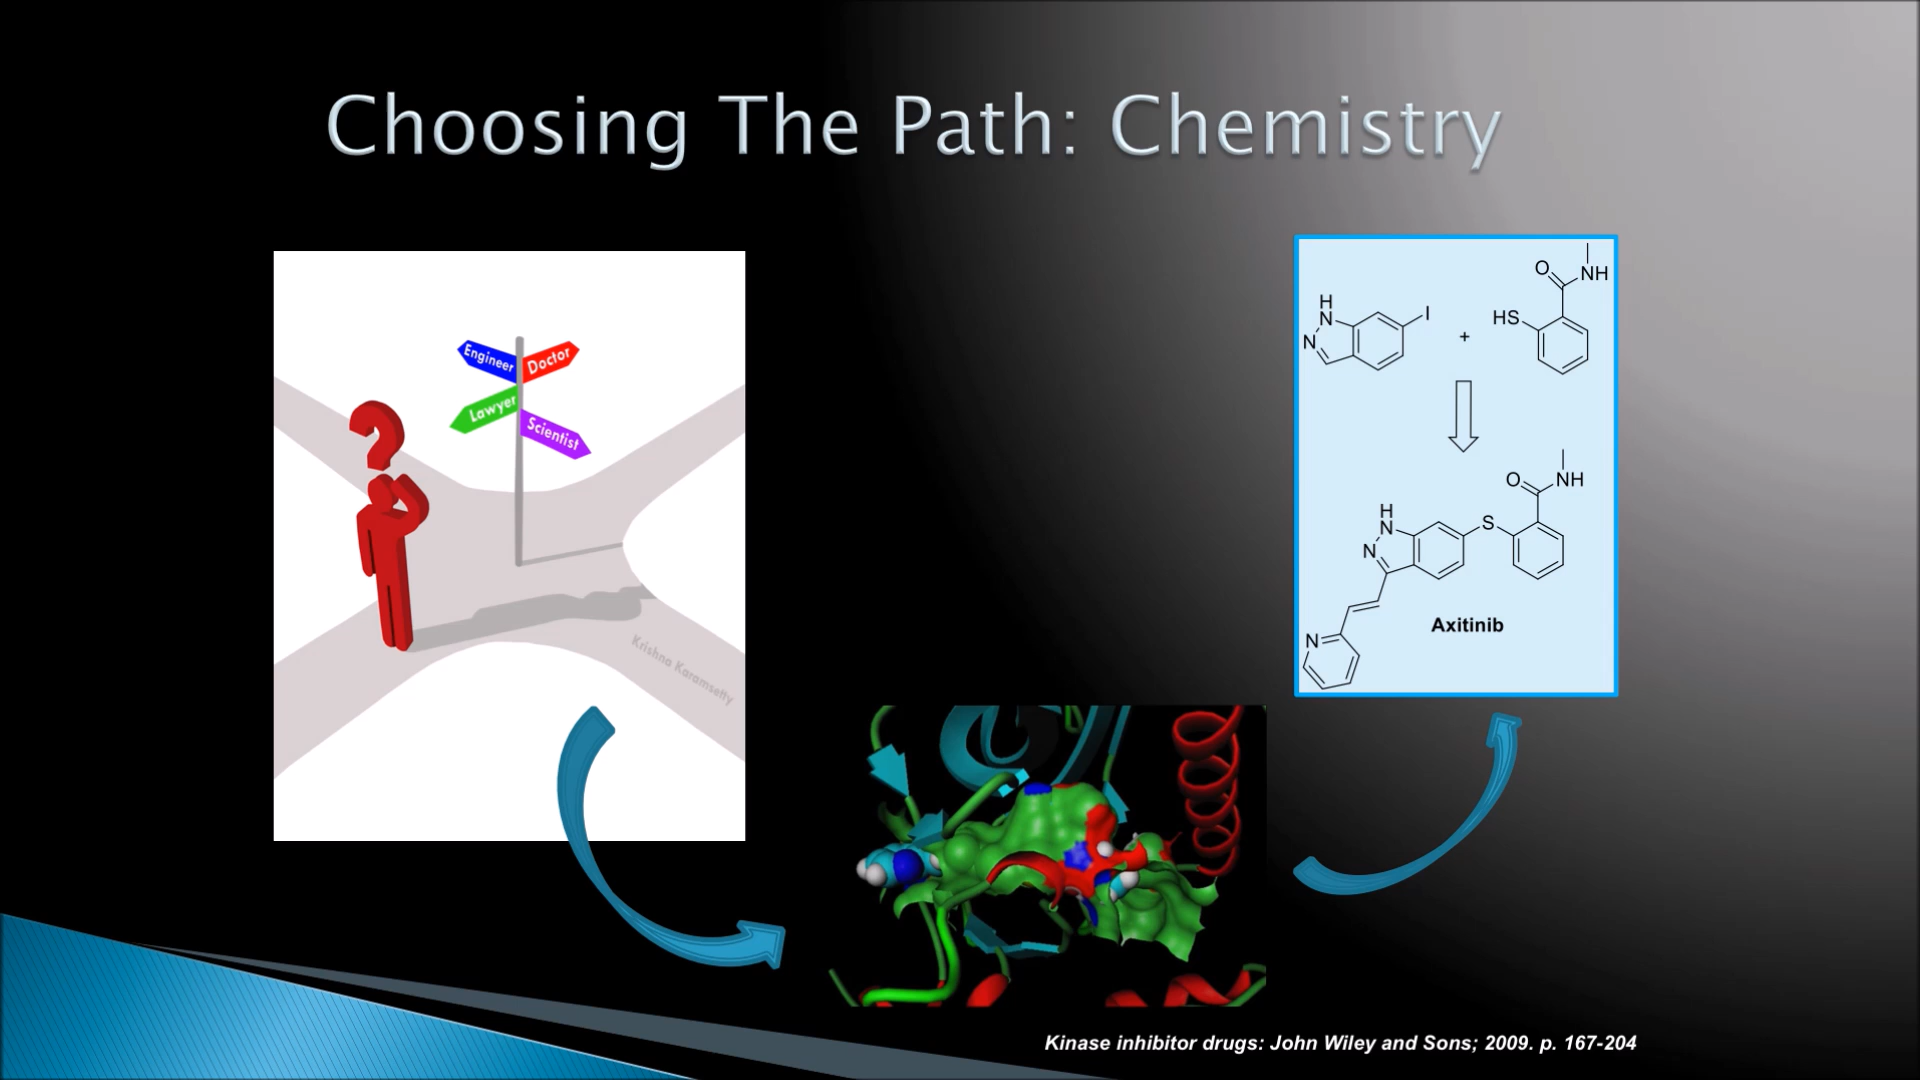 Choosing The Path: Chemistry
Engineer
Doctor
Lawyer
Scientist
Krishna Karamsetty
O
NH
H
N
N
I
+
HS
O
NH
H
N
N
S
N
Axitinib
Kinase inhibitor drugs: John Wiley and Sons; 2009. p. 167-204